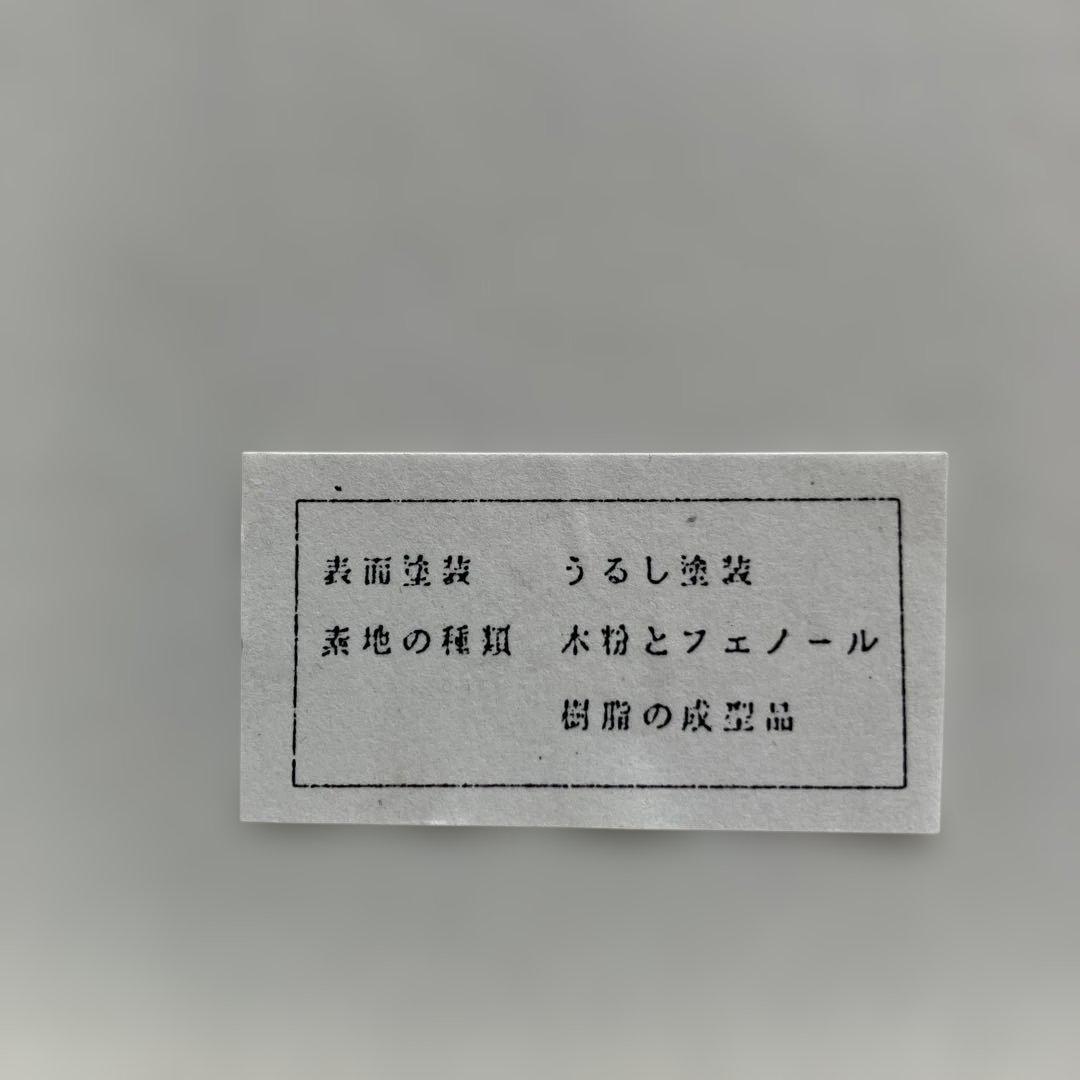 表面塗装 うるし塗装
素地の種類 木粉とフェノール
樹脂の成型品